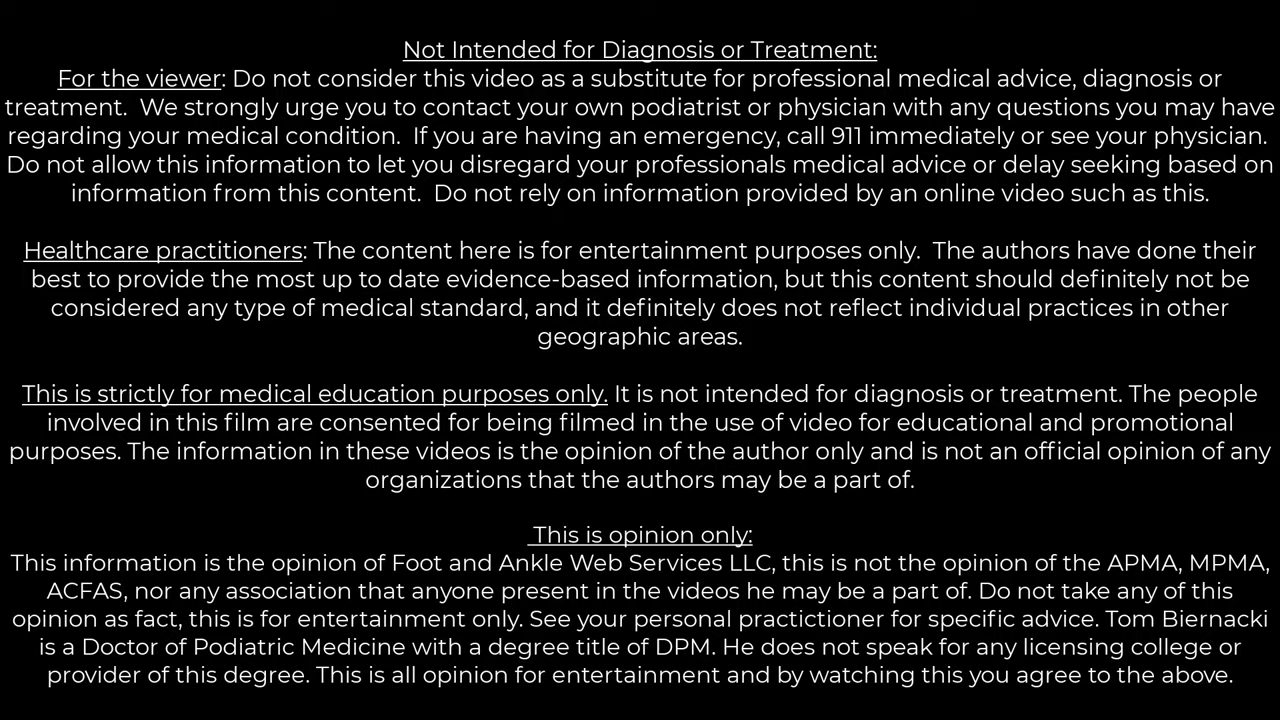 Not Intended for Diagnosis or Treatment:
For the viewer: Do not consider this video as a substitute for professional medical advice, diagnosis or
treatment.  We strongly urge you to contact your own podiatrist or physician with any questions you may have
regarding your medical condition.  If you are having an emergency, call 911 immediately or see your physician.
Do not allow this information to let you disregard your professionals medical advice or delay seeking based on
information from this content.  Do not rely on information provided by an online video such as this.
Healthcare practitioners: The content here is for entertainment purposes only.  The authors have done their
best to provide the most up to date evidence-based information, but this content should definitely not be
considered any type of medical standard, and it definitely does not reflect individual practices in other
geographic areas.
This is strictly for medical education purposes only. It is not intended for diagnosis or treatment. The people
involved in this film are consented for being filmed in the use of video for educational and promotional
purposes. The information in these videos is the opinion of the author only and is not an official opinion of any
organizations that the authors may be a part of.
This is opinion only:
This information is the opinion of Foot and Ankle Web Services LLC, this is not the opinion of the APMA, MPMA,
ACFAS, nor any association that anyone present in the videos he may be a part of. Do not take any of this
opinion as fact, this is for entertainment only. See your personal practictioner for specific advice. Tom Biernacki
is a Doctor of Podiatric Medicine with a degree title of DPM. He does not speak for any licensing college or
provider of this degree. This is all opinion for entertainment and by watching this you agree to the above.